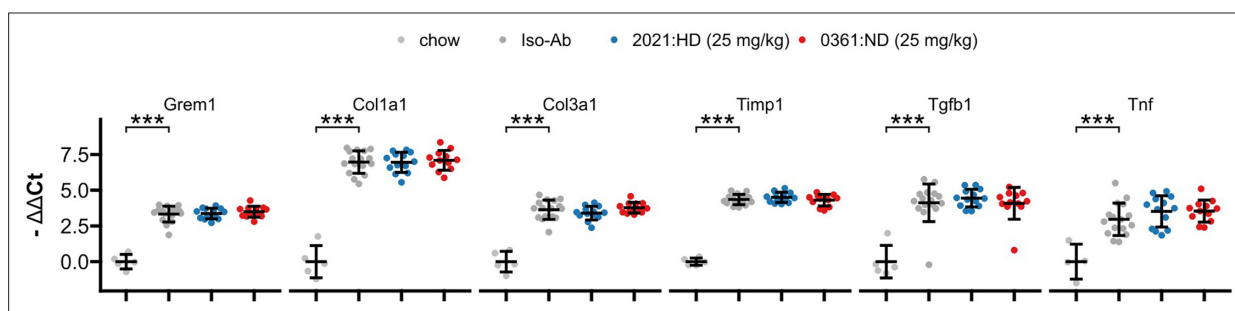 chow Iso-Ab 2021:HD (25 mg/kg) 0361:ND (25 mg/kg)
Grem1 Col1a1 Col3a1 Timp1 Tgfb1 Tnf
*** *** *** *** *** ***
7.5
5.0
2.5
0.0
- ΔΔCt